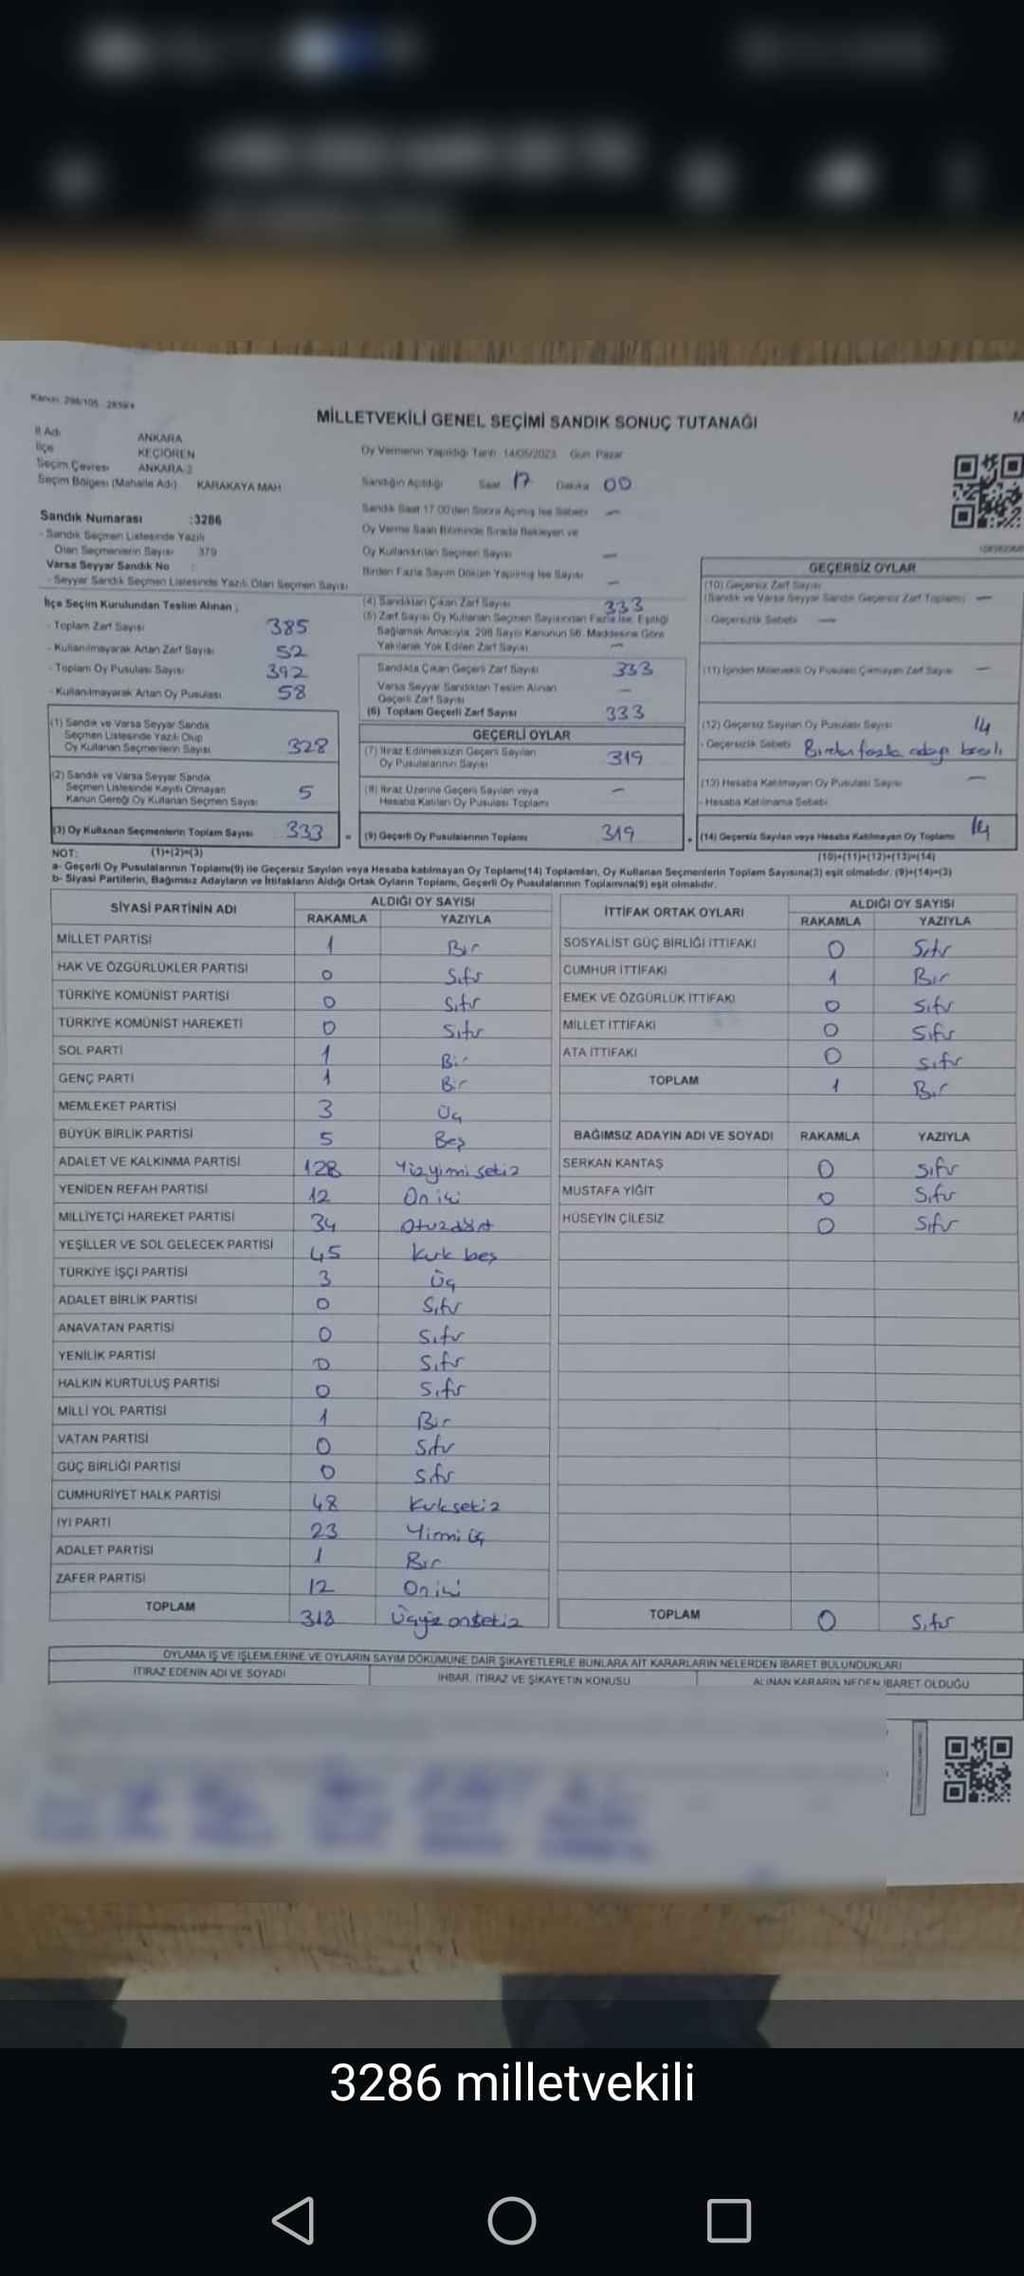 Kanun: 298/105
MİLLETVEKİLİ GENEL SEÇİMİ SANDIK SONUÇ TUTANAĞI
İl Adı ANKARA
İlçe KEÇİÖREN
Seçim Çevresi ANKARA-3
Seçim Bölgesi (Mahalle Adı) KARAKAYA MAH
Oy Vermenin Yapıldığı Tarih 14/05/2023 Gün Pazar
Sandığın Açıldığı Saat 17 Dakika 00
Sandık Numarası :3286
- Sandık Seçmen Listesinde Yazılı
Olan Seçmenlerin Sayısı 379
Varsa Seyyar Sandık No
- Seyyar Sandık Seçmen Listesinde Yazılı Olan Seçmen Sayısı
İlçe Seçim Kurulundan Teslim Alınan ;
- Toplam Zarf Sayısı 385
- Kullanılmayarak Artan Zarf Sayısı 52
- Toplam Oy Pusulası Sayısı 392
- Kullanılmayarak Artan Oy Pusulası 58
(1) Sandık ve Varsa Seyyar Sandık
Seçmen Listesinde Yazılı Olup
Oy Kullanan Seçmenlerin Sayısı 328
(2) Sandık ve Varsa Seyyar Sandık
Seçmen Listesinde Kayıtlı Olmayan
Kanun Gereği Oy Kullanan Seçmen Sayısı 5
(3) Oy Kullanan Seçmenlerin Toplam Sayısı 333
Sandık Saat 17.00'den Sonra Açılmış İse Sebebi —
Oy Verme Saati Bitiminde Sırada Bekleyen ve
Oy Kullandırılan Seçmen Sayısı —
Birden Fazla Sayım Döküm Yapılmış İse Sayısı —
(4) Sandıktan Çıkan Zarf Sayısı 333
(5) Zarf Sayısı Oy Kullanan Seçmen Sayısından Fazla İse, Eşitliği
Sağlamak Amacıyla, 298 Sayılı Kanunun 98. Maddesine Göre
Yakılarak Yok Edilen Zarf Sayısı —
Sandıkta Çıkan Geçerli Zarf Sayısı 333
Varsa Seyyar Sandıktan Teslim Alınan
Geçerli Zarf Sayısı —
(6) Toplam Geçerli Zarf Sayısı 333
GEÇERLİ OYLAR
(7) İtiraz Edilmeksizin Geçerli Sayılan
Oy Pusulalarının Sayısı 319
(8) İtiraz Üzerine Geçerli Sayılan veya
Hesaba Katılan Oy Pusulası Toplamı —
= (9) Geçerli Oy Pusulalarının Toplamı 319
GEÇERSİZ OYLAR
(10) Geçersiz Zarf Sayısı
(Sandık ve Varsa Seyyar Sandık Geçersiz Zarf Toplamı) —
- Geçersizlik Sebebi —
(11) İçinden Milletvekili Oy Pusulası Çıkmayan Zarf Sayısı —
(12) Geçersiz Sayılan Oy Pusulası Sayısı 14
- Geçersizlik Sebebi Birden fazla adaya basılı
(13) Hesaba Katılmayan Oy Pusulası Sayısı —
- Hesaba Katılmama Sebebi
+ (14) Geçersiz Sayılan veya Hesaba Katılmayan Oy Toplamı 14
NOT: (1)+(2)=(3) (10)+(11)+(12)+(13)=(14)
a- Geçerli Oy Pusulalarının Toplamı(9) ile Geçersiz Sayılan veya Hesaba katılmayan Oy Toplamı(14) Toplamları, Oy Kullanan Seçmenlerin Toplam Sayısına(3) eşit olmalıdır. (9)+(14)=(3)
b- Siyasi Partilerin, Bağımsız Adayların ve İttifakların Aldığı Ortak Oyların Toplamı, Geçerli Oy Pusulalarının Toplamına(9) eşit olmalıdır.
SİYASİ PARTİNİN ADI ALDIĞI OY SAYISI
RAKAMLA YAZIYLA
MİLLET PARTİSİ 1 Bir
HAK VE ÖZGÜRLÜKLER PARTİSİ 0 Sıfır
TÜRKİYE KOMÜNİST PARTİSİ 0 Sıfır
TÜRKİYE KOMÜNİST HAREKETİ 0 Sıfır
SOL PARTİ 1 Bir
GENÇ PARTİ 1 Bir
MEMLEKET PARTİSİ 3 Üç
BÜYÜK BİRLİK PARTİSİ 5 Beş
ADALET VE KALKINMA PARTİSİ 128 Yüzyirmi sekiz
YENİDEN REFAH PARTİSİ 12 On iki
MİLLİYETÇİ HAREKET PARTİSİ 34 Otuzdört
YEŞİLLER VE SOL GELECEK PARTİSİ 45 Kırk beş
TÜRKİYE İŞÇİ PARTİSİ 3 Üç
ADALET BİRLİK PARTİSİ 0 Sıfır
ANAVATAN PARTİSİ 0 Sıfır
YENİLİK PARTİSİ 0 Sıfır
HALKIN KURTULUŞ PARTİSİ 0 Sıfır
MİLLİ YOL PARTİSİ 1 Bir
VATAN PARTİSİ 0 Sıfır
GÜÇ BİRLİĞİ PARTİSİ 0 Sıfır
CUMHURİYET HALK PARTİSİ 48 Kırksekiz
İYİ PARTİ 23 Yirmi üç
ADALET PARTİSİ 1 Bir
ZAFER PARTİSİ 12 On iki
TOPLAM 318 Üçyüz onsekiz
İTTİFAK ORTAK OYLARI ALDIĞI OY SAYISI
RAKAMLA YAZIYLA
SOSYALİST GÜÇ BİRLİĞİ İTTİFAKI 0 Sıfır
CUMHUR İTTİFAKI 1 Bir
EMEK VE ÖZGÜRLÜK İTTİFAKI 0 Sıfır
MİLLET İTTİFAKI 0 Sıfır
ATA İTTİFAKI 0 Sıfır
TOPLAM 1 Bir
BAĞIMSIZ ADAYIN ADI VE SOYADI RAKAMLA YAZIYLA
SERKAN KANTAŞ 0 Sıfır
MUSTAFA YİĞİT 0 Sıfır
HÜSEYİN ÇİLESİZ 0 Sıfır
TOPLAM 0 Sıfır
OYLAMA İŞ VE İŞLEMLERİNE VE OYLARIN SAYIM DÖKÜMÜNE DAİR ŞİKAYETLERLE BUNLARA AİT KARARLARIN NELERDEN İBARET BULUNDUKLARI
İTİRAZ EDENİN ADI VE SOYADI İHBAR, İTİRAZ VE ŞİKAYETİN KONUSU ALINAN KARARIN NEDEN İBARET OLDUĞU
3286 milletvekili